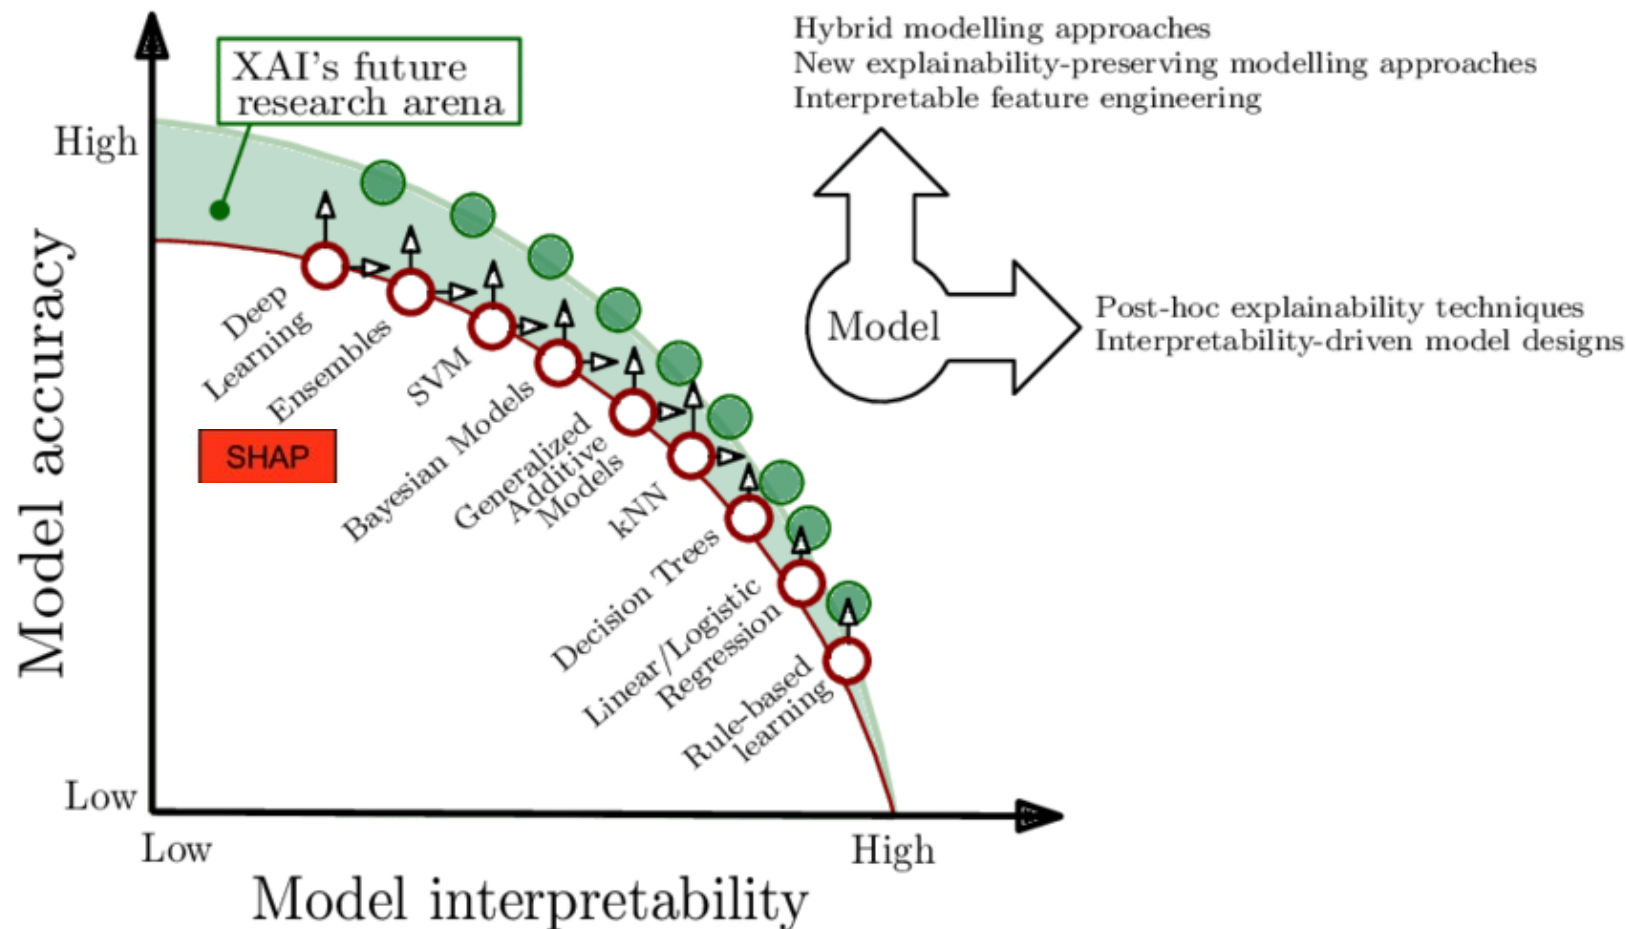 XAI's future
research arena
Hybrid modelling approaches
New explainability-preserving modelling approaches
Interpretable feature engineering
High
Model accuracy
Low
Deep
Learning
Ensembles
SVM
Bayesian Models
Generalized
Additive
Models
kNN
Decision Trees
Linear/Logistic
Regression
Rule-based
learning
SHAP
Model
Post-hoc explainability techniques
Interpretability-driven model designs
Low
High
Model interpretability